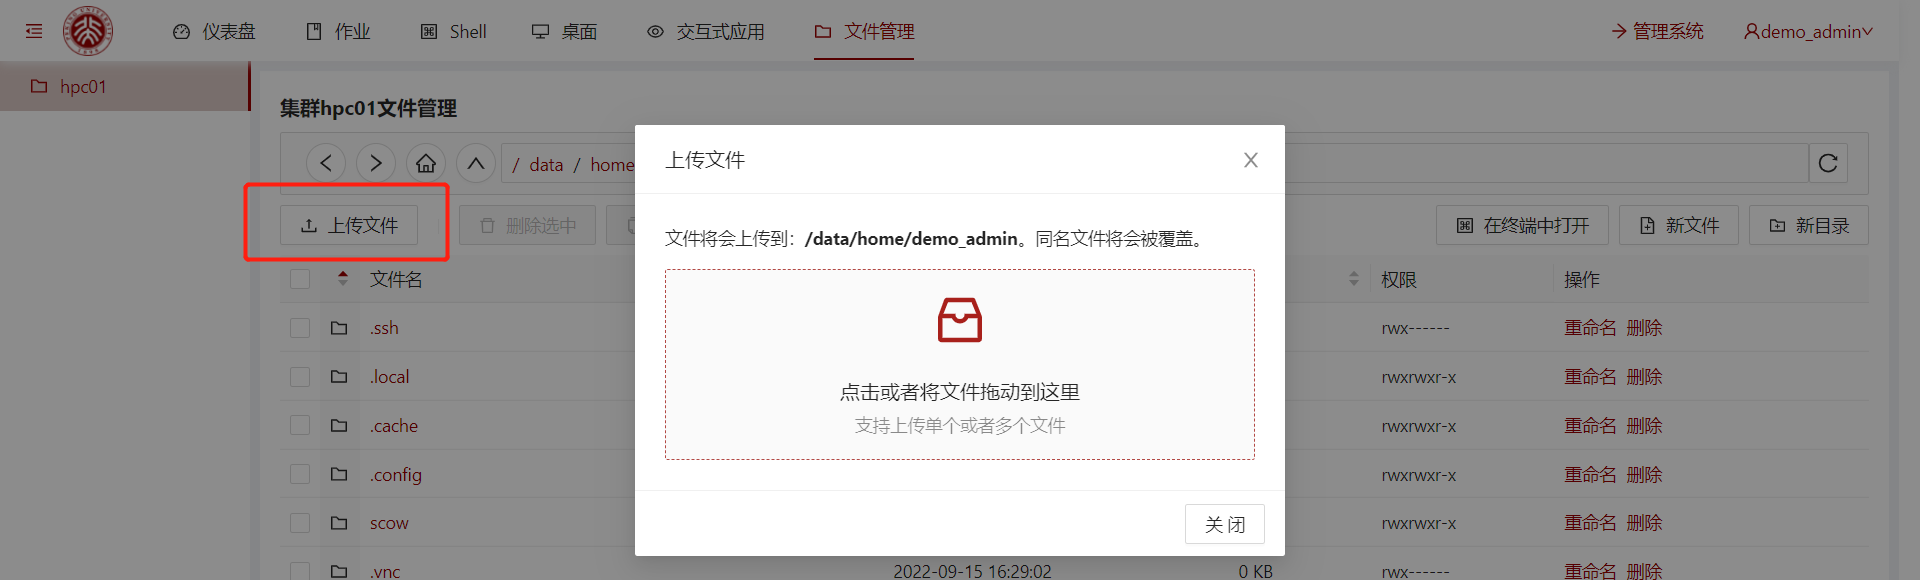 仪表盘 作业 Shell 桌面 交互式应用 文件管理 管理系统 demo_admin
hpc01
集群hpc01文件管理
/ data / home
上传文件 删除选中 在终端中打开 新文件 新目录
文件名 权限 操作
.ssh rwx------ 重命名 删除
.local rwxrwxr-x 重命名 删除
.cache rwxrwxr-x 重命名 删除
.config rwxrwxr-x 重命名 删除
scow rwxrwxr-x 重命名 删除
.vnc 2022-09-15 16:29:02 0 KB rwx------ 重命名 删除
上传文件
文件将会上传到：/data/home/demo_admin。同名文件将会被覆盖。
点击或者将文件拖动到这里
支持上传单个或者多个文件
关 闭